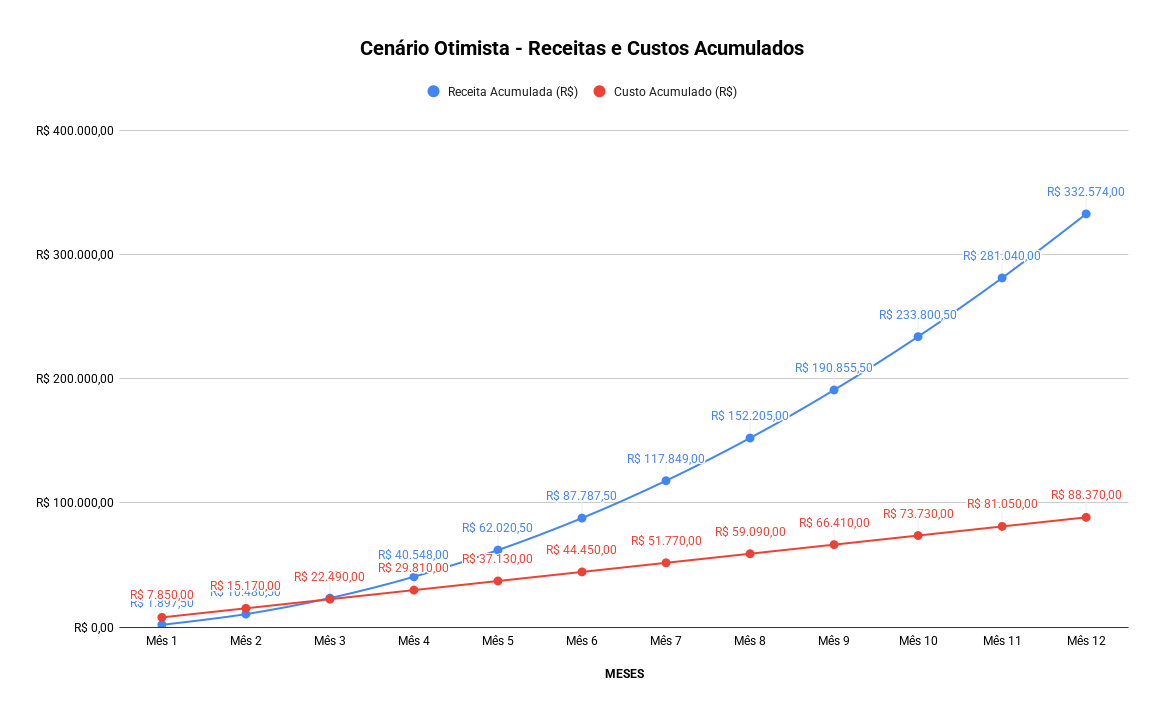 Cenário Otimista - Receitas e Custos Acumulados
Receita Acumulada (R$) Custo Acumulado (R$)
R$ 400.000,00
R$ 332.574,00
R$ 300.000,00
R$ 281.040,00
R$ 233.800,50
R$ 200.000,00
R$ 190.855,50
R$ 152.205,00
R$ 117.849,00
R$ 100.000,00
R$ 87.787,50
R$ 62.020,50
R$ 40.548,00
R$ 1.897,50
R$ 7.850,00
R$ 15.170,00
R$ 22.490,00
R$ 29.810,00
R$ 37.130,00
R$ 44.450,00
R$ 51.770,00
R$ 59.090,00
R$ 66.410,00
R$ 73.730,00
R$ 81.050,00
R$ 88.370,00
R$ 0,00
Mês 1 Mês 2 Mês 3 Mês 4 Mês 5 Mês 6 Mês 7 Mês 8 Mês 9 Mês 10 Mês 11 Mês 12
MESES